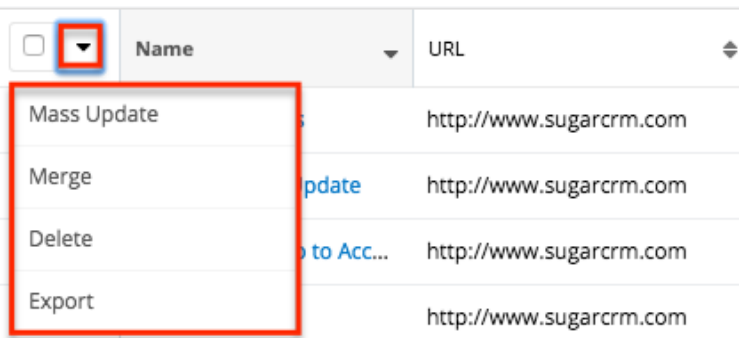 Name URL
Mass Update http://www.sugarcrm.com
Merge http://www.sugarcrm.com
Delete to Acc... http://www.sugarcrm.com
Export http://www.sugarcrm.com